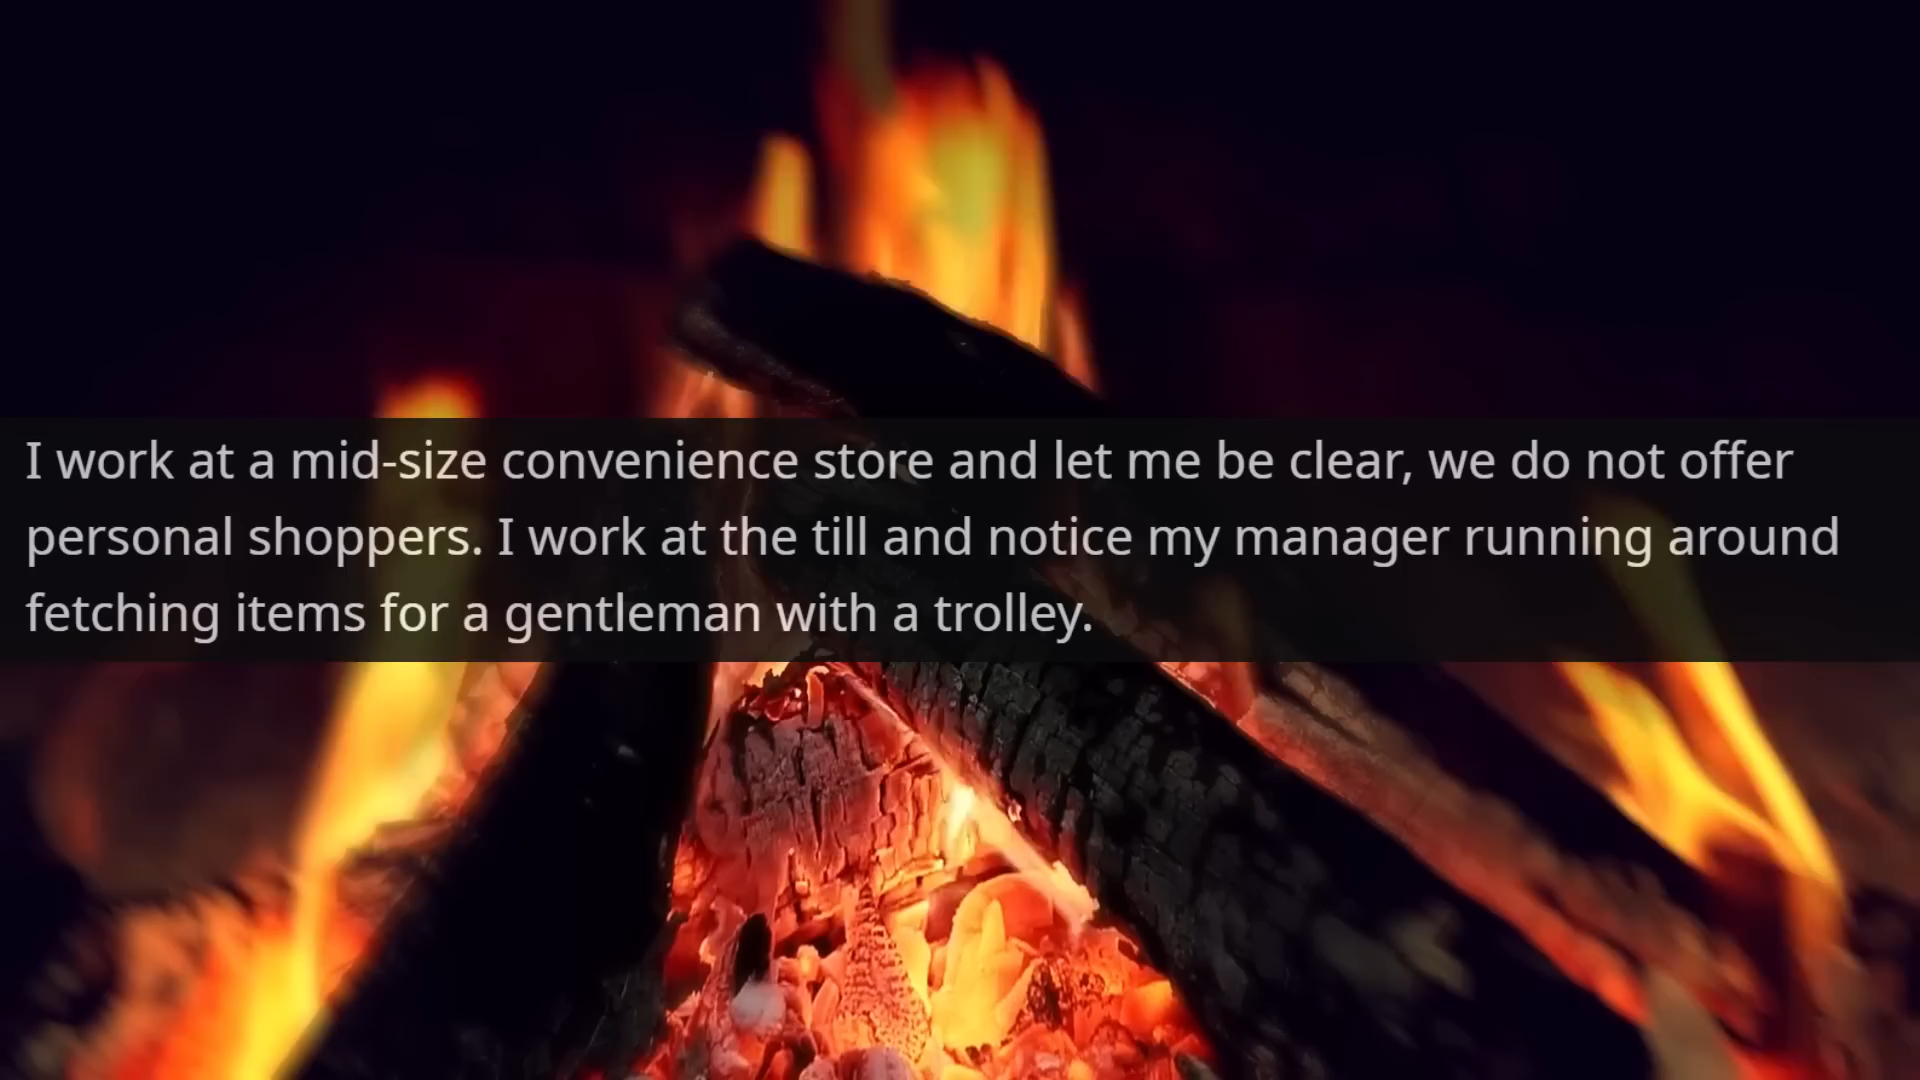 I work at a mid-size convenience store and let me be clear, we do not offer
personal shoppers. I work at the till and notice my manager running around
fetching items for a gentleman with a trolley.